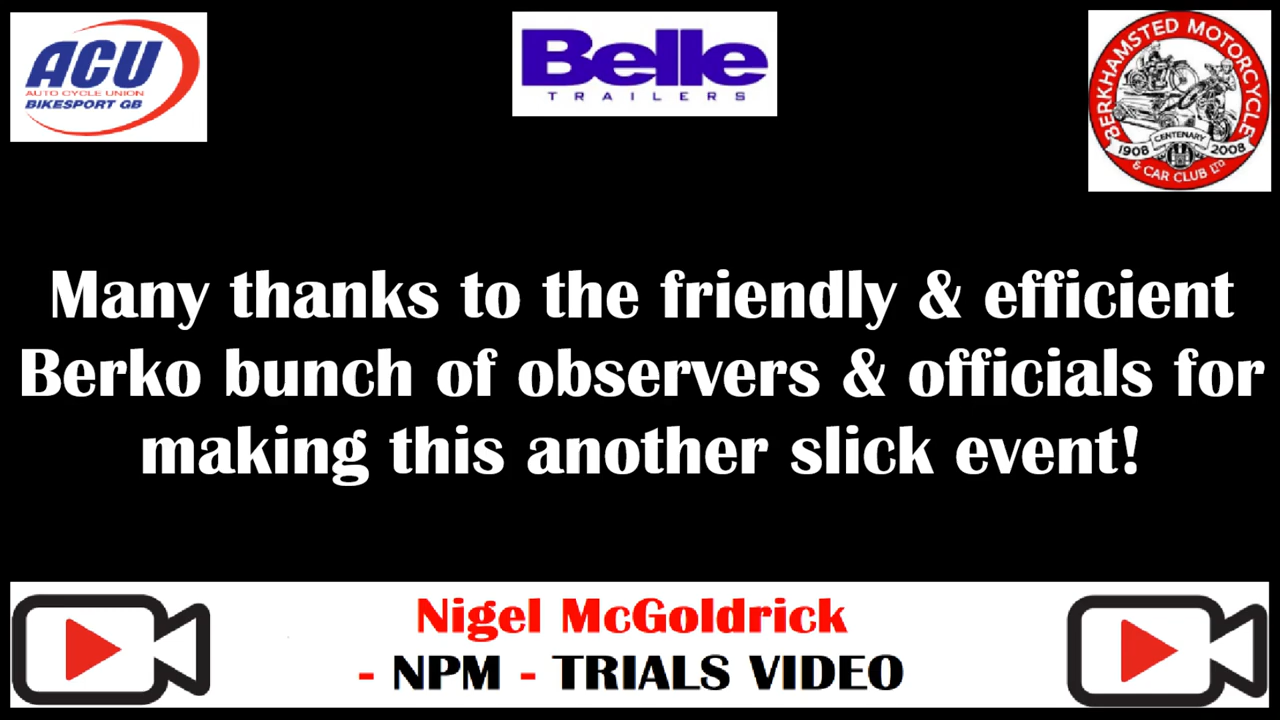 ACU
AUTO CYCLE UNION
BIKESPORT GB
Belle
TRAILERS
BERKHAMSTED MOTORCYCLE
CENTENARY
1908 2008
& CAR CLUB LTD
Many thanks to the friendly & efficient
Berko bunch of observers & officials for
making this another slick event!
Nigel McGoldrick
- NPM - TRIALS VIDEO